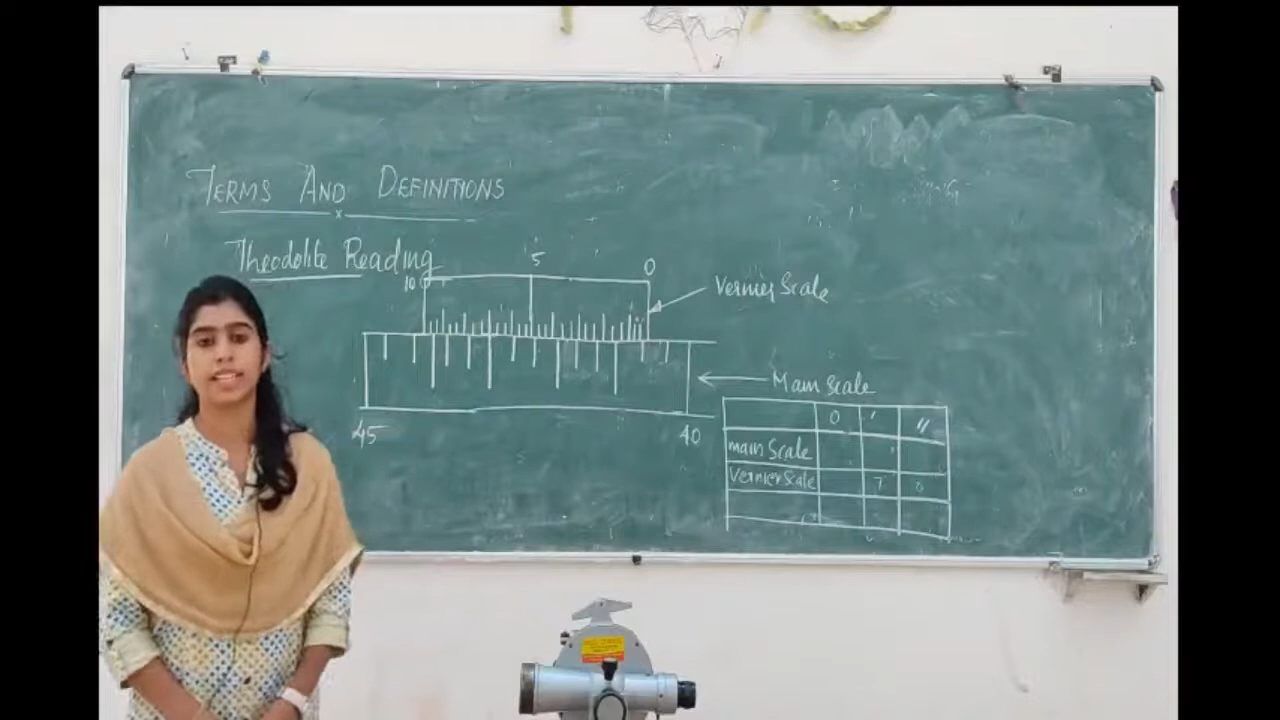 TERMS AND DEFINITIONS
Theodolite Reading
10 5 0
Vernier Scale
Main Scale
45 40
0 ' "
main Scale
Vernier Scale 7 0